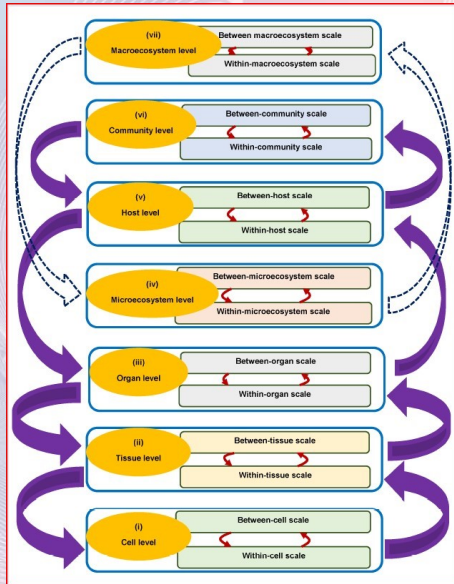 (vii)
Macroecosystem level
Between macroecosystem scale
Within-macroecosystem scale
(vi)
Community level
Between-community scale
Within-community scale
(v)
Host level
Between-host scale
Within-host scale
(iv)
Microecosystem level
Between-microecosystem scale
Within-microecosystem scale
(iii)
Organ level
Between-organ scale
Within-organ scale
(ii)
Tissue level
Between-tissue scale
Within-tissue scale
(i)
Cell level
Between-cell scale
Within-cell scale